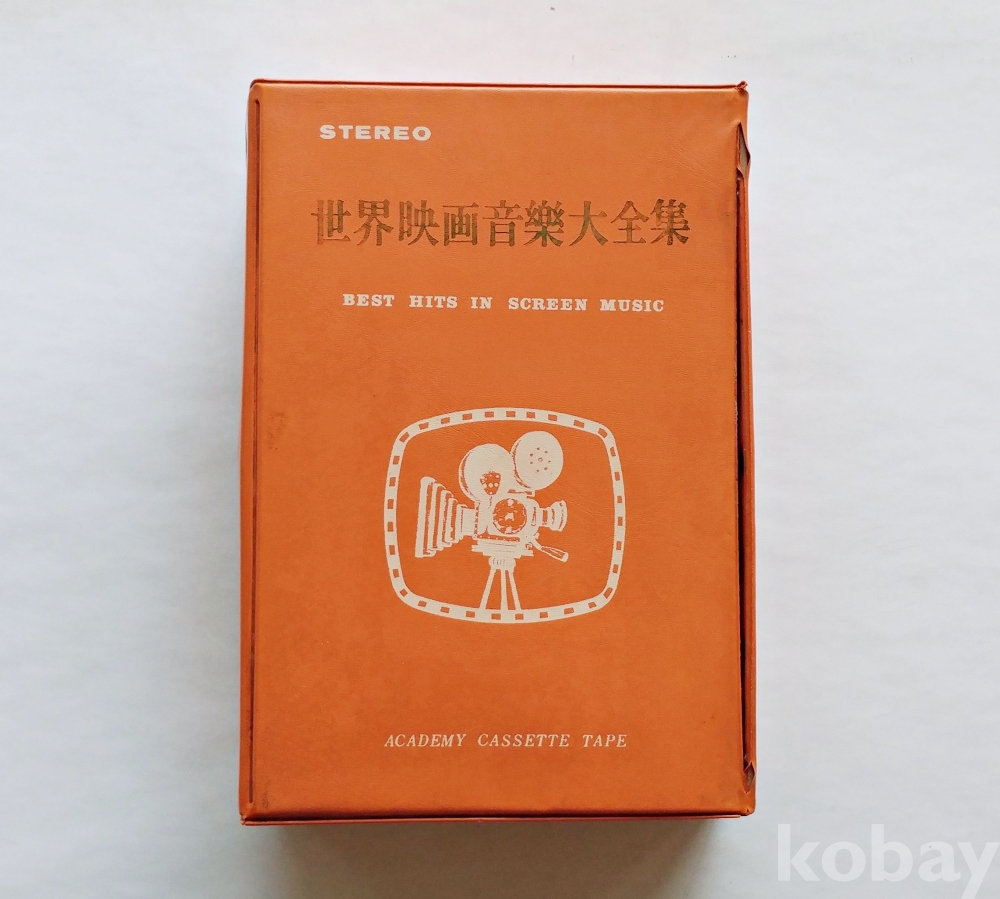 STEREO
世界映画音樂大全集
BEST HITS IN SCREEN MUSIC
ACADEMY CASSETTE TAPE
kobay